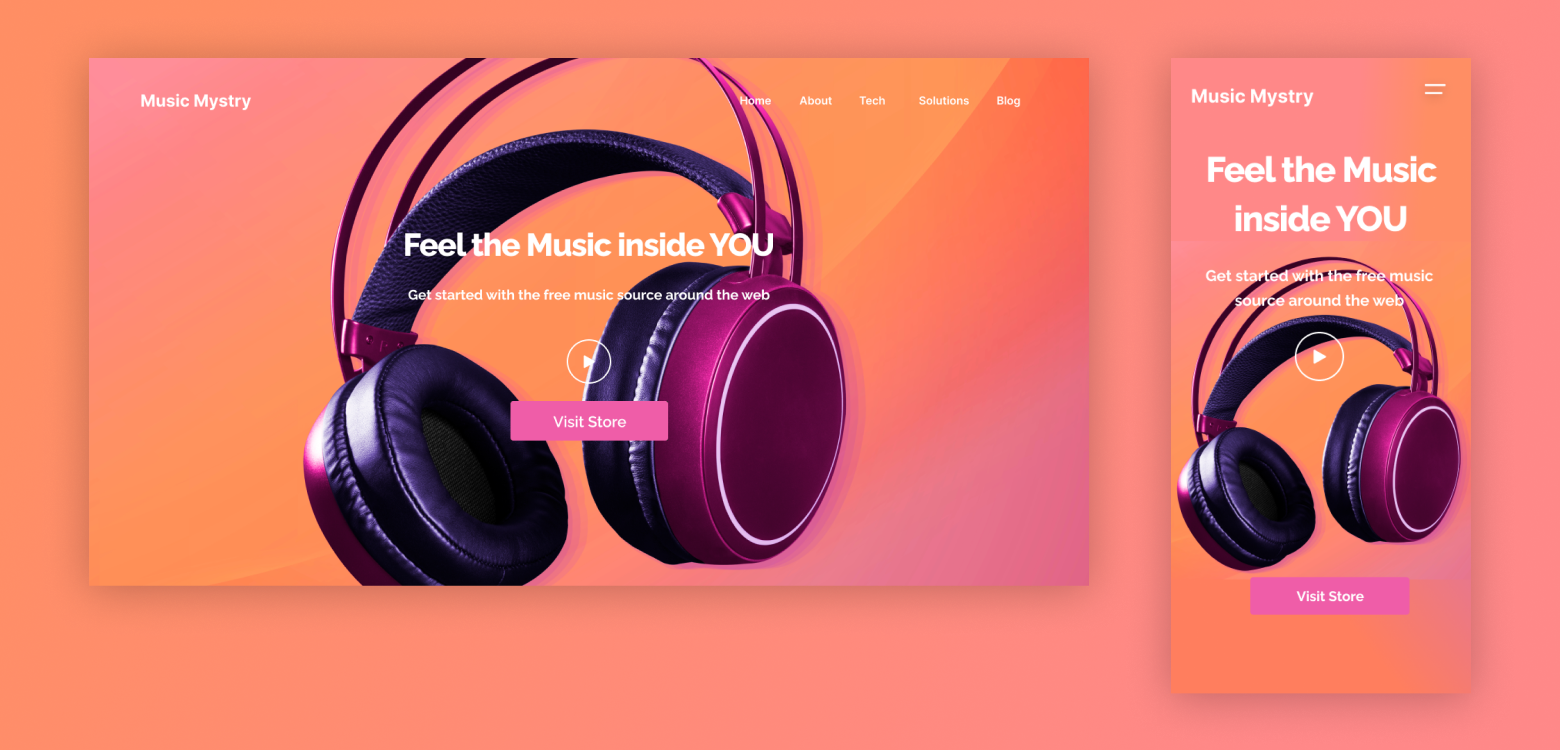 Music Mystry
Home About Tech Solutions Blog
Feel the Music inside YOU
Get started with the free music source around the web
Visit Store
Music Mystry
Feel the Music
inside YOU
Get started with the free music
source around the web
Visit Store